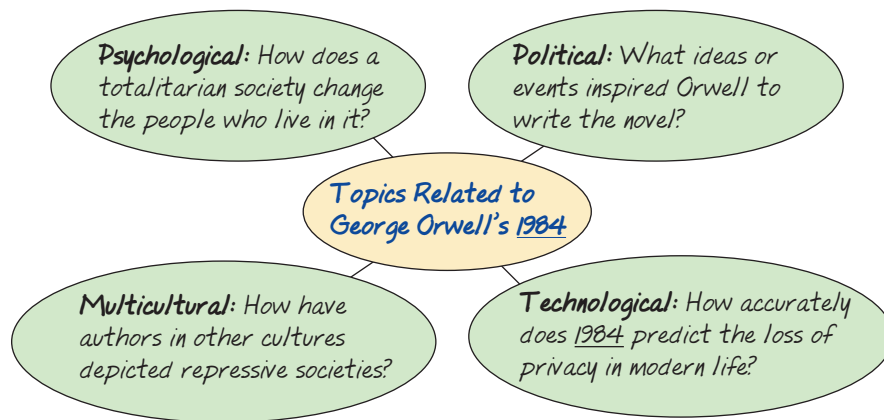 Psychological: How does a
totalitarian society change
the people who live in it?
Political: What ideas or
events inspired Orwell to
write the novel?
Topics Related to
George Orwell's 1984
Multicultural: How have
authors in other cultures
depicted repressive societies?
Technological: How accurately
does 1984 predict the loss of
privacy in modern life?